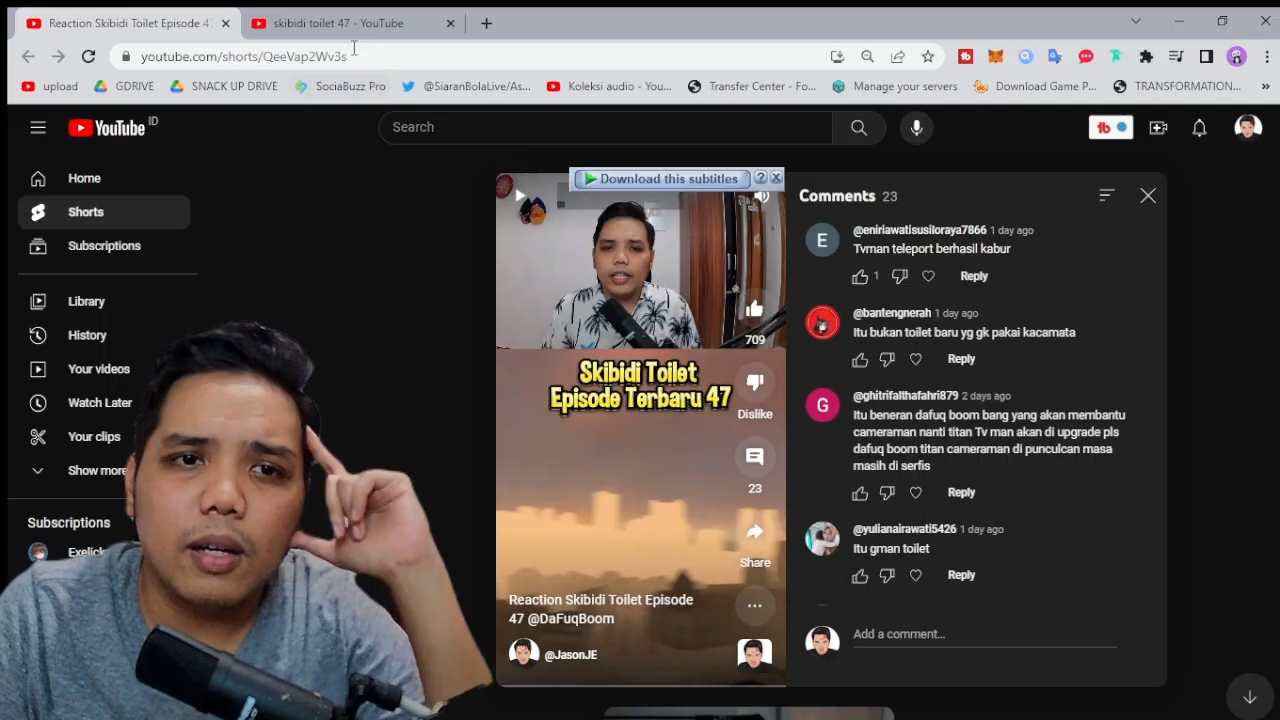 Reaction Skibidi Toilet Episode 47
skibidi toilet 47 - YouTube
youtube.com/shorts/QeeVap2Wv3s
upload
GDRIVE
SNACK UP DRIVE
SociaBuzz Pro
@SiaranBolaLive/As...
Koleksi audio - You...
Transfer Center - Fo...
Manage your servers
Download Game P...
TRANSFORMATION...
YouTube ID
Search
tb
Home
Shorts
Subscriptions
Library
History
Your videos
Watch Later
Your clips
Show more
Subscriptions
Exelick
Download this subtitles
Skibidi Toilet
Episode Terbaru 47
709
Dislike
23
Share
Reaction Skibidi Toilet Episode
47 @DaFuqBoom
@JasonJE
Comments 23
E
@eniriawatisusiloraya7866 1 day ago
Tvman teleport berhasil kabur
1 Reply
@bantengnerah 1 day ago
Itu bukan toilet baru yg gk pakai kacamata
Reply
G
@ghitrifalthafahri879 2 days ago
Itu beneran dafuq boom bang yang akan membantu
cameraman nanti titan Tv man akan di upgrade pls
dafuq boom titan cameraman di punculcan masa
masih di serfis
Reply
@yulianairawati5426 1 day ago
Itu gman toilet
Reply
Add a comment...